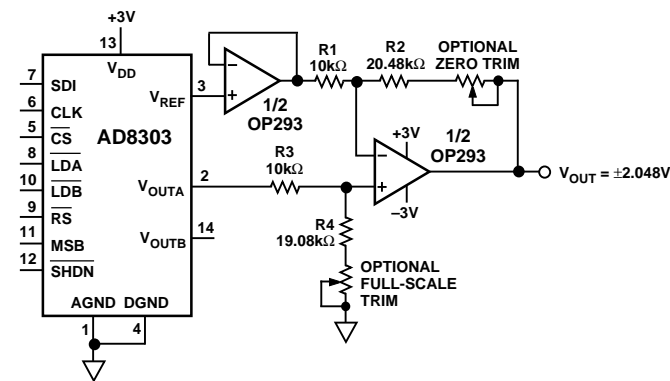 +3V
13
VDD
7 SDI
6 CLK
5 CS
8 LDA
10 LDB
9 RS
11 MSB
12 SHDN
AD8303
VREF 3
VOUTA 2
VOUTB 14
AGND DGND
1 4
1/2
OP293
R1
10kΩ
R2
20.48kΩ
OPTIONAL
ZERO TRIM
+3V
1/2
OP293
–3V
VOUT = ±2.048V
R3
10kΩ
R4
19.08kΩ
OPTIONAL
FULL-SCALE
TRIM